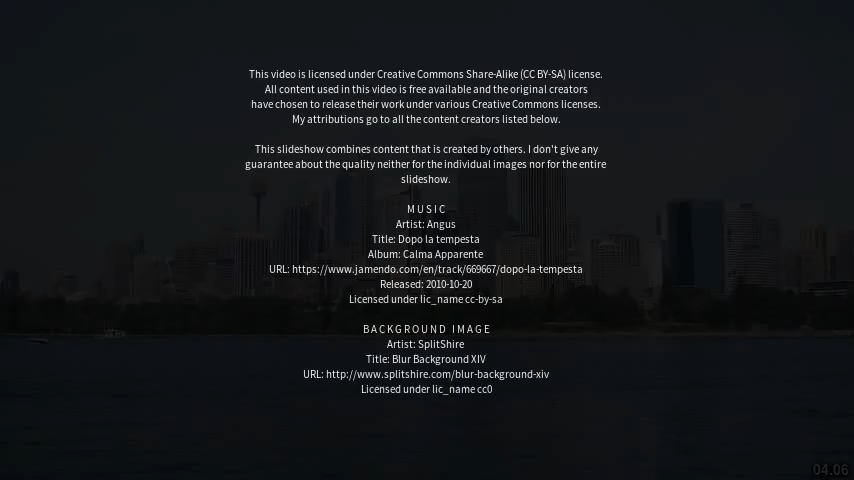 This video is licensed under Creative Commons Share-Alike (CC BY-SA) license.
All content used in this video is free available and the original creators
have chosen to release their work under various Creative Commons licenses.
My attributions go to all the content creators listed below.
This slideshow combines content that is created by others. I don't give any
guarantee about the quality neither for the individual images nor for the entire
slideshow.
MUSIC
Artist: Angus
Title: Dopo la tempesta
Album: Calma Apparente
URL: https://www.jamendo.com/en/track/669667/dopo-la-tempesta
Released: 2010-10-20
Licensed under lic_name cc-by-sa
BACKGROUND IMAGE
Artist: SplitShire
Title: Blur Background XIV
URL: http://www.splitshire.com/blur-background-xiv
Licensed under lic_name cc0
04.06